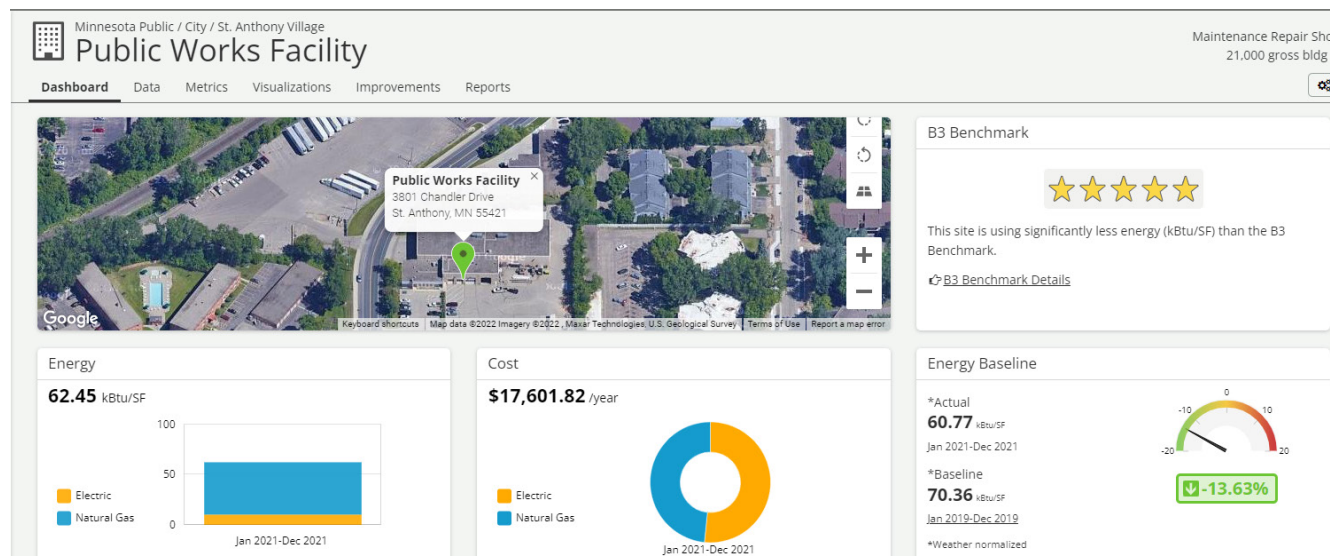 Minnesota Public / City / St. Anthony Village
Public Works Facility
Maintenance Repair Sho
21,000 gross bldg
Dashboard Data Metrics Visualizations Improvements Reports
Public Works Facility
3801 Chandler Drive
St. Anthony, MN 55421
Google
Google
Keyboard shortcuts Map data ©2022 Imagery ©2022 , Maxar Technologies, U.S. Geological Survey Terms of Use Report a map error
B3 Benchmark
This site is using significantly less energy (kBtu/SF) than the B3
Benchmark.
B3 Benchmark Details
Energy
62.45 kBtu/SF
100
50
0
Electric
Natural Gas
Jan 2021-Dec 2021
Cost
$17,601.82 /year
Electric
Natural Gas
Jan 2021-Dec 2021
Energy Baseline
*Actual
60.77 kBtu/SF
Jan 2021-Dec 2021
*Baseline
70.36 kBtu/SF
Jan 2019-Dec 2019
*Weather normalized
-20
-10
0
10
20
-13.63%